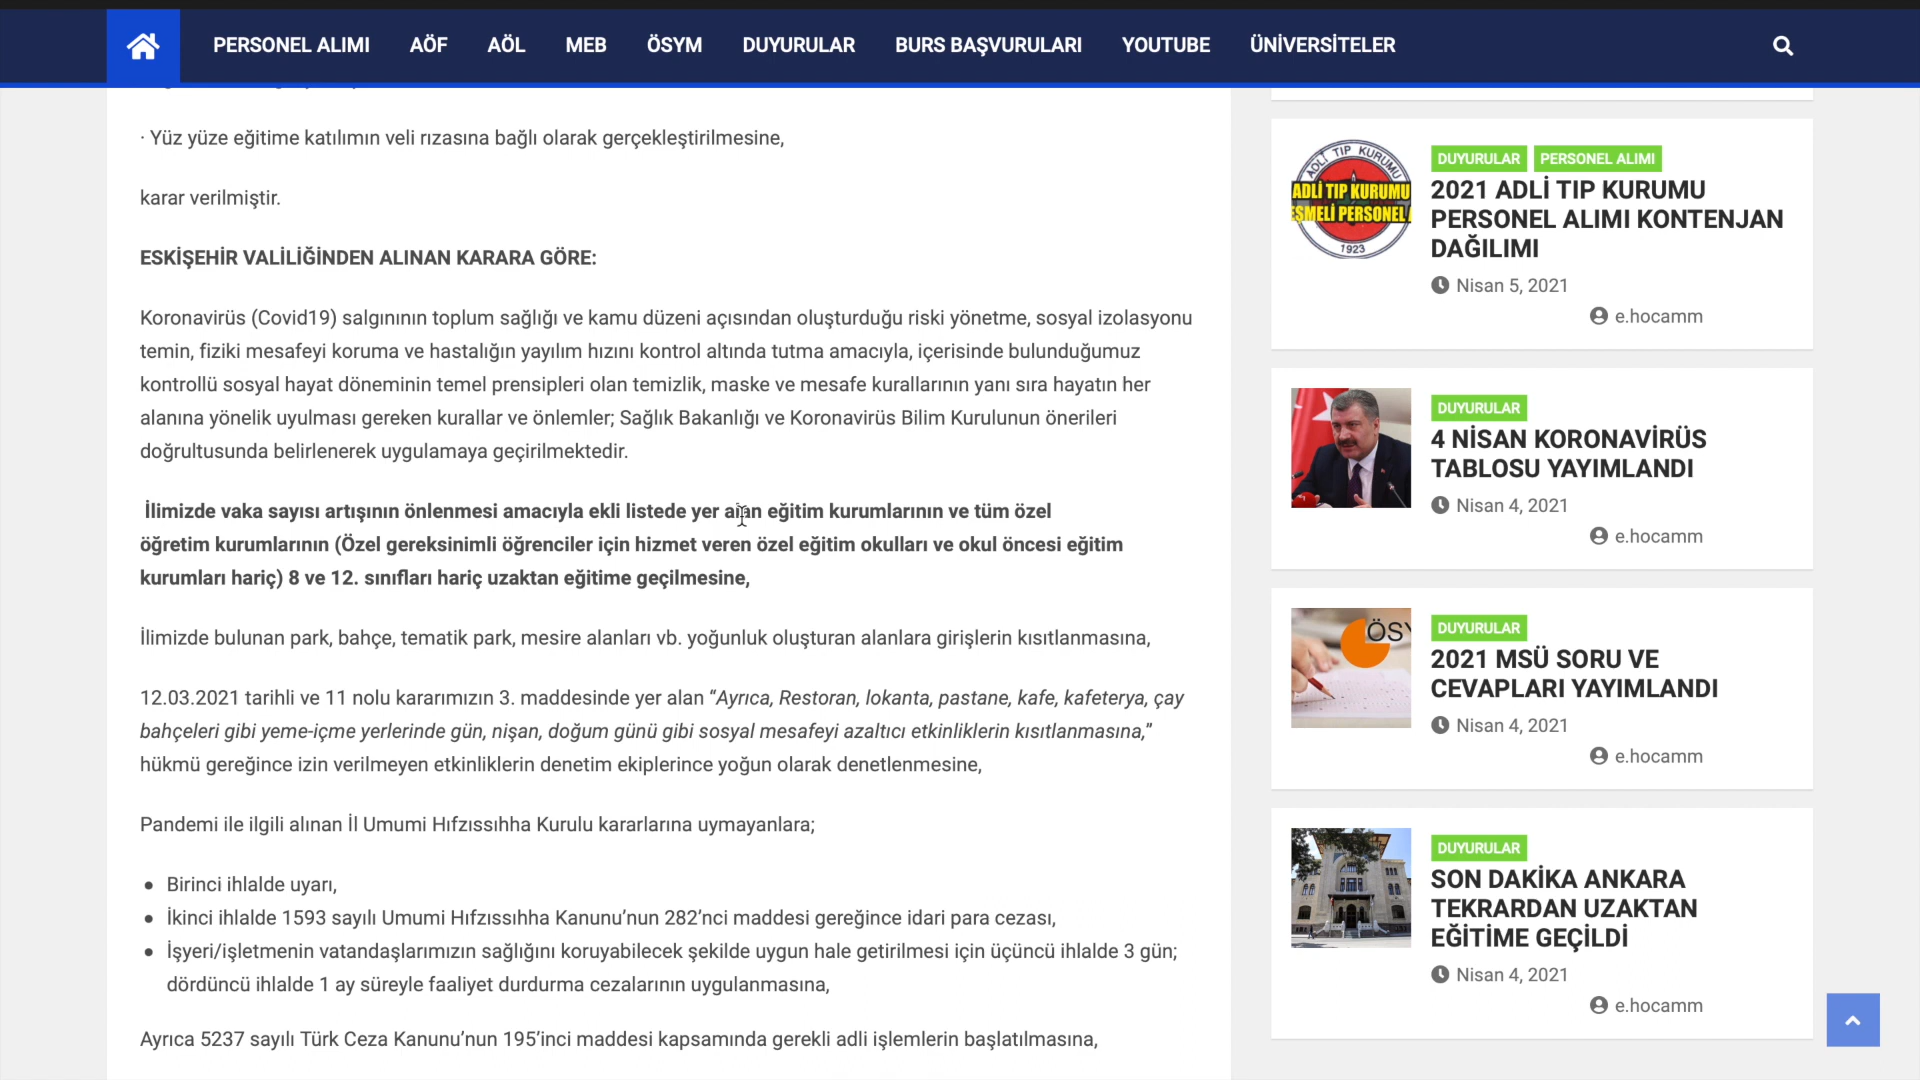 PERSONEL ALIMI AÖF AÖL MEB ÖSYM DUYURULAR BURS BAŞVURULARI YOUTUBE ÜNİVERSİTELER
· Yüz yüze eğitime katılımın veli rızasına bağlı olarak gerçekleştirilmesine,
karar verilmiştir.
ESKİŞEHİR VALİLİĞİNDEN ALINAN KARARA GÖRE:
Koronavirüs (Covid19) salgınının toplum sağlığı ve kamu düzeni açısından oluşturduğu riski yönetme, sosyal izolasyonu
temin, fiziki mesafeyi koruma ve hastalığın yayılım hızını kontrol altında tutma amacıyla, içerisinde bulunduğumuz
kontrollü sosyal hayat döneminin temel prensipleri olan temizlik, maske ve mesafe kurallarının yanı sıra hayatın her
alanına yönelik uyulması gereken kurallar ve önlemler; Sağlık Bakanlığı ve Koronavirüs Bilim Kurulunun önerileri
doğrultusunda belirlenerek uygulamaya geçirilmektedir.
İlimizde vaka sayısı artışının önlenmesi amacıyla ekli listede yer alan eğitim kurumlarının ve tüm özel
öğretim kurumlarının (Özel gereksinimli öğrenciler için hizmet veren özel eğitim okulları ve okul öncesi eğitim
kurumları hariç) 8 ve 12. sınıfları hariç uzaktan eğitime geçilmesine,
İlimizde bulunan park, bahçe, tematik park, mesire alanları vb. yoğunluk oluşturan alanlara girişlerin kısıtlanmasına,
12.03.2021 tarihli ve 11 nolu kararımızın 3. maddesinde yer alan “Ayrıca, Restoran, lokanta, pastane, kafe, kafeterya, çay
bahçeleri gibi yeme-içme yerlerinde gün, nişan, doğum günü gibi sosyal mesafeyi azaltıcı etkinliklerin kısıtlanmasına,”
hükmü gereğince izin verilmeyen etkinliklerin denetim ekiplerince yoğun olarak denetlenmesine,
Pandemi ile ilgili alınan İl Umumi Hıfzıssıhha Kurulu kararlarına uymayanlara;
● Birinci ihlalde uyarı,
● İkinci ihlalde 1593 sayılı Umumi Hıfzıssıhha Kanunu’nun 282’nci maddesi gereğince idari para cezası,
● İşyeri/işletmenin vatandaşlarımızın sağlığını koruyabilecek şekilde uygun hale getirilmesi için üçüncü ihlalde 3 gün;
dördüncü ihlalde 1 ay süreyle faaliyet durdurma cezalarının uygulanmasına,
Ayrıca 5237 sayılı Türk Ceza Kanunu’nun 195’inci maddesi kapsamında gerekli adli işlemlerin başlatılmasına,
ADLİ TIP KURUMU
ADLİ TIP KURUMU
SMELİ PERSONEL
1923
DUYURULAR PERSONEL ALIMI
2021 ADLİ TIP KURUMU
PERSONEL ALIMI KONTENJAN
DAĞILIMI
Nisan 5, 2021
e.hocamm
DUYURULAR
4 NİSAN KORONAVİRÜS
TABLOSU YAYIMLANDI
Nisan 4, 2021
e.hocamm
ÖSY
DUYURULAR
2021 MSÜ SORU VE
CEVAPLARI YAYIMLANDI
Nisan 4, 2021
e.hocamm
DUYURULAR
SON DAKİKA ANKARA
TEKRARDAN UZAKTAN
EĞİTİME GEÇİLDİ
Nisan 4, 2021
e.hocamm